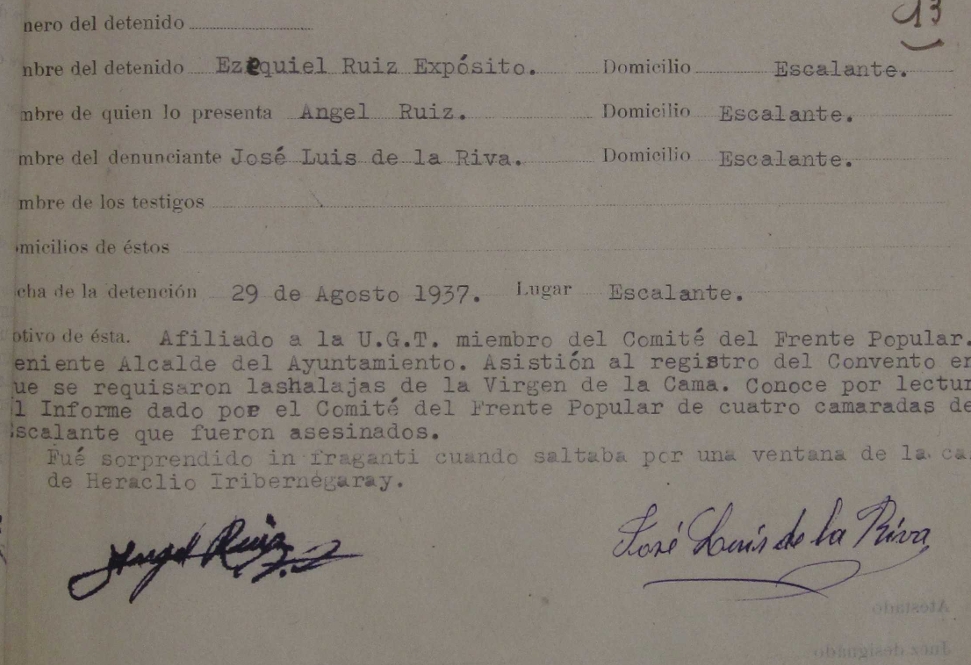 13
nero del detenido
mbre del detenido Ezequiel Ruiz Expósito. Domicilio Escalante.
mbre de quien lo presenta Angel Ruiz. Domicilio Escalante.
mbre del denunciante José Luis de la Riva. Domicilio Escalante.
mbre de los testigos
micilios de éstos
cha de la detención 29 de Agosto 1937. Lugar Escalante.
otivo de ésta. Afiliado a la U.G.T. miembro del Comité del Frente Popular.
eniente Alcalde del Ayuntamiento. Asistión al registro del Convento en
ue se requisaron lashalajas de la Virgen de la Cama. Conoce por lectur
l Informe dado por el Comité del Frente Popular de cuatro camaradas de
scalante que fueron asesinados.
Fué sorprendido in fraganti cuando saltaba por una ventana de la ca
de Heraclio Iribernegaray.
Angel Ruiz José Luis de la Riva
Atestado
Juez designado